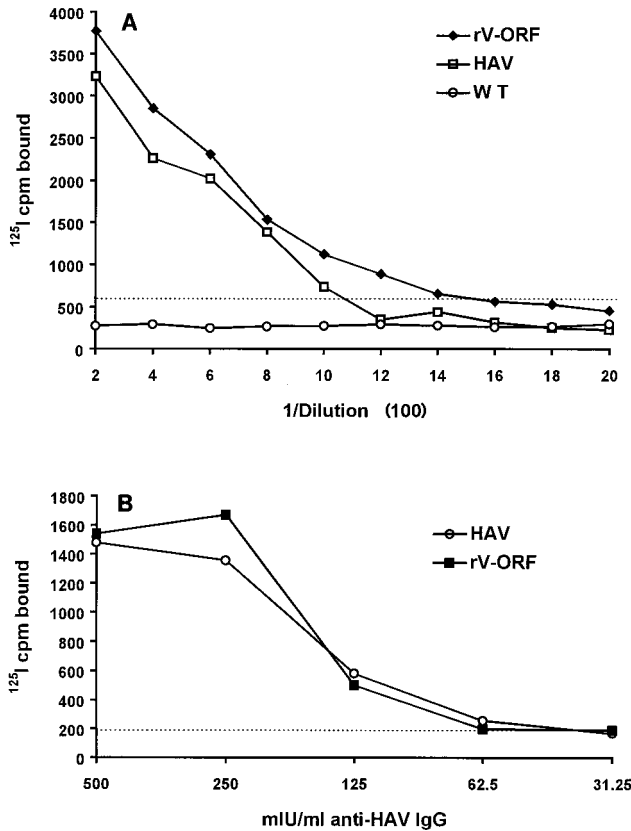 A
4000
3500
3000
2500
2000
1500
1000
500
0
¹²⁵I cpm bound
rV-ORF
HAV
W T
2 4 6 8 10 12 14 16 18 20
1/Dilution (100)
B
1800
1600
1400
1200
1000
800
600
400
200
0
¹²⁵I cpm bound
HAV
rV-ORF
500 250 125 62.5 31.25
mIU/ml anti-HAV IgG